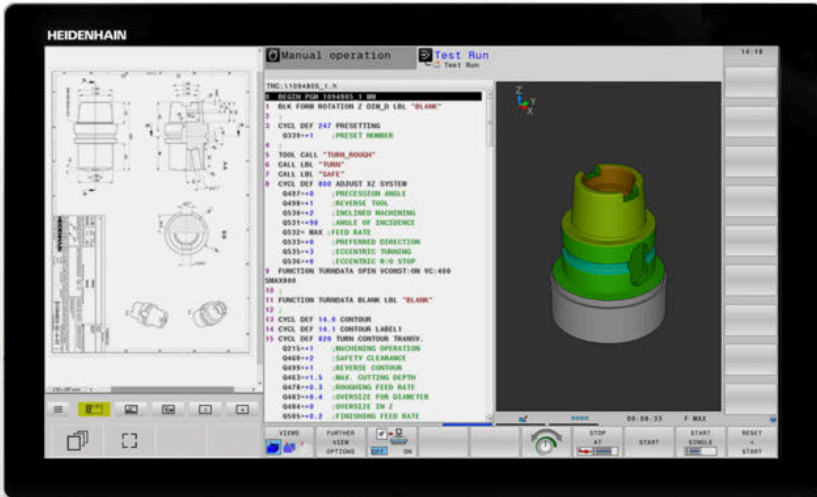 HEIDENHAIN
Manual operation
Test Run
Test Run
14:18
TNC:\1094805_1.h
0 BEGIN PGM 1094805_1 MM
1 BLK FORM ROTATION Z DIM_D LBL "BLANK"
2 ;
3 CYCL DEF 247 PRESETTING
Q339=+1 ;PRESET NUMBER
4 ;
5 TOOL CALL "TURN_ROUGH"
6 CALL LBL "TURN"
7 CALL LBL "SAFE"
8 CYCL DEF 800 ADJUST XZ SYSTEM
Q497=+0 ;PRECESSION ANGLE
Q498=+1 ;REVERSE TOOL
Q530=+2 ;INCLINED MACHINING
Q531=+90 ;ANGLE OF INCIDENCE
Q532= MAX ;FEED RATE
Q533=+0 ;PREFERRED DIRECTION
Q535=+3 ;ECCENTRIC TURNING
Q536=+0 ;ECCENTRIC W/O STOP
9 FUNCTION TURNDATA SPIN VCONST:ON VC:400
SMAX800
10 ;
11 FUNCTION TURNDATA BLANK LBL "BLANK"
12 ;
13 CYCL DEF 14.0 CONTOUR
14 CYCL DEF 14.1 CONTOUR LABEL1
15 CYCL DEF 820 TURN CONTOUR TRANSV.
Q215=+1 ;MACHINING OPERATION
Q460=+2 ;SAFETY CLEARANCE
Q499=+1 ;REVERSE CONTOUR
Q463=+1.5 ;MAX. CUTTING DEPTH
Q478=+0.3 ;ROUGHING FEED RATE
Q483=+0.4 ;OVERSIZE FOR DIAMETER
Q484=+0 ;OVERSIZE IN Z
Q505=+0.2 ;FINISHING FEED RATE
Z
Y
X
HEIDENHAIN
00:08:33 F MAX
VIEWS
FURTHER
VIEW
OPTIONS
OFF ON
STOP
AT
START
START
SINGLE
RESET
+
START